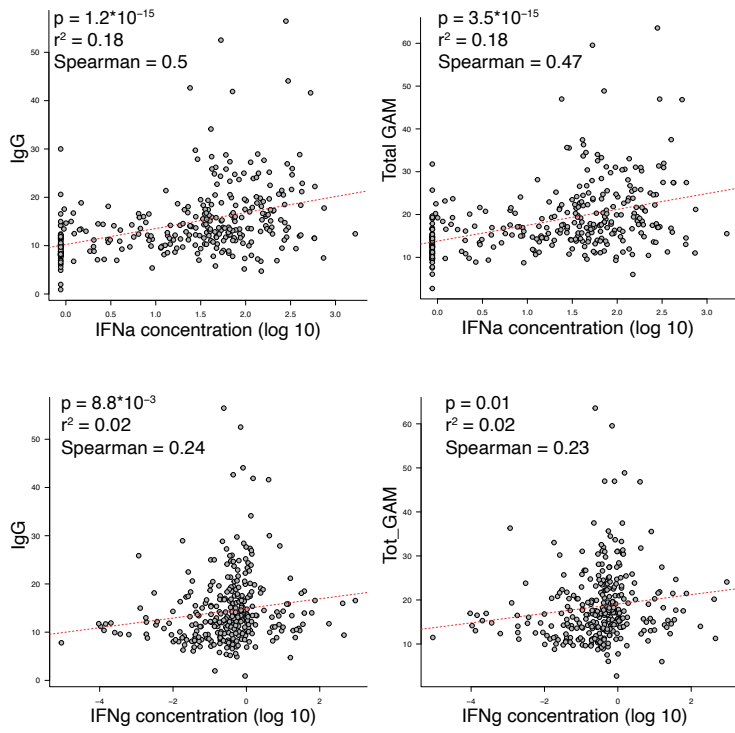 p = 1.2*10⁻¹⁵
r² = 0.18
Spearman = 0.5
IgG
50
40
30
20
10
0
0.0 0.5 1.0 1.5 2.0 2.5 3.0
IFNa concentration (log 10)
p = 3.5*10⁻¹⁵
r² = 0.18
Spearman = 0.47
Total GAM
60
50
40
30
20
10
0.0 0.5 1.0 1.5 2.0 2.5 3.0
IFNa concentration (log 10)
p = 8.8*10⁻³
r² = 0.02
Spearman = 0.24
IgG
50
40
30
20
10
0
−4 −2 0 2
IFNg concentration (log 10)
p = 0.01
r² = 0.02
Spearman = 0.23
Tot_GAM
60
50
40
30
20
10
−4 −2 0 2
IFNg concentration (log 10)